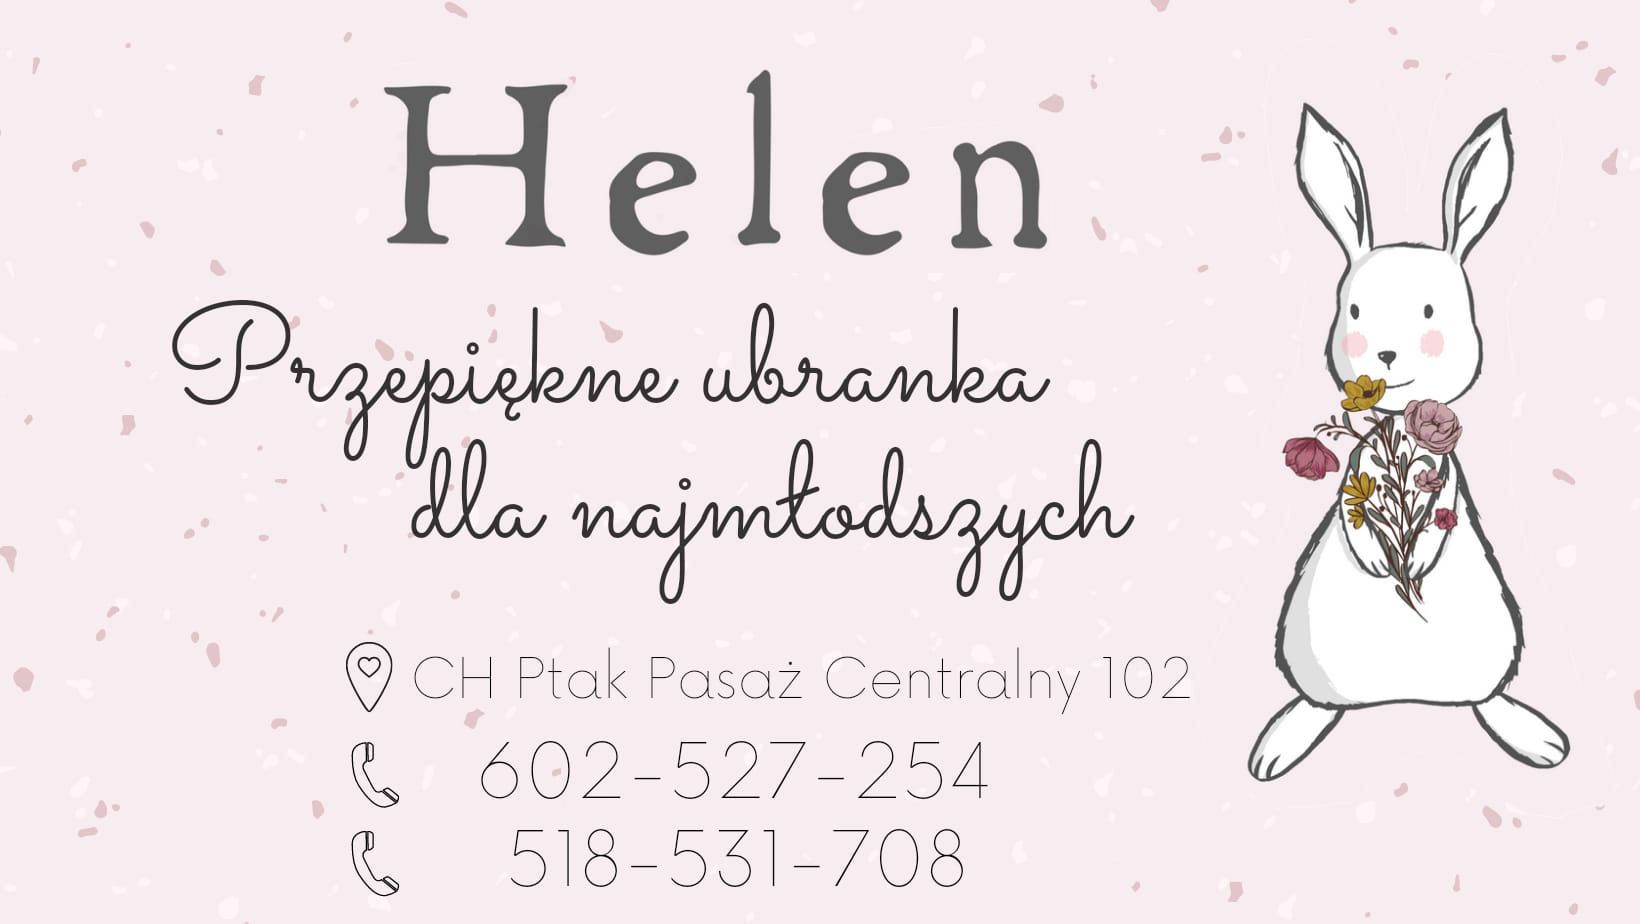 Helen
Przepiękne ubranka
dla najmłodszych
CH Ptak Pasaż Centralny 102
602-527-254
518-531-708